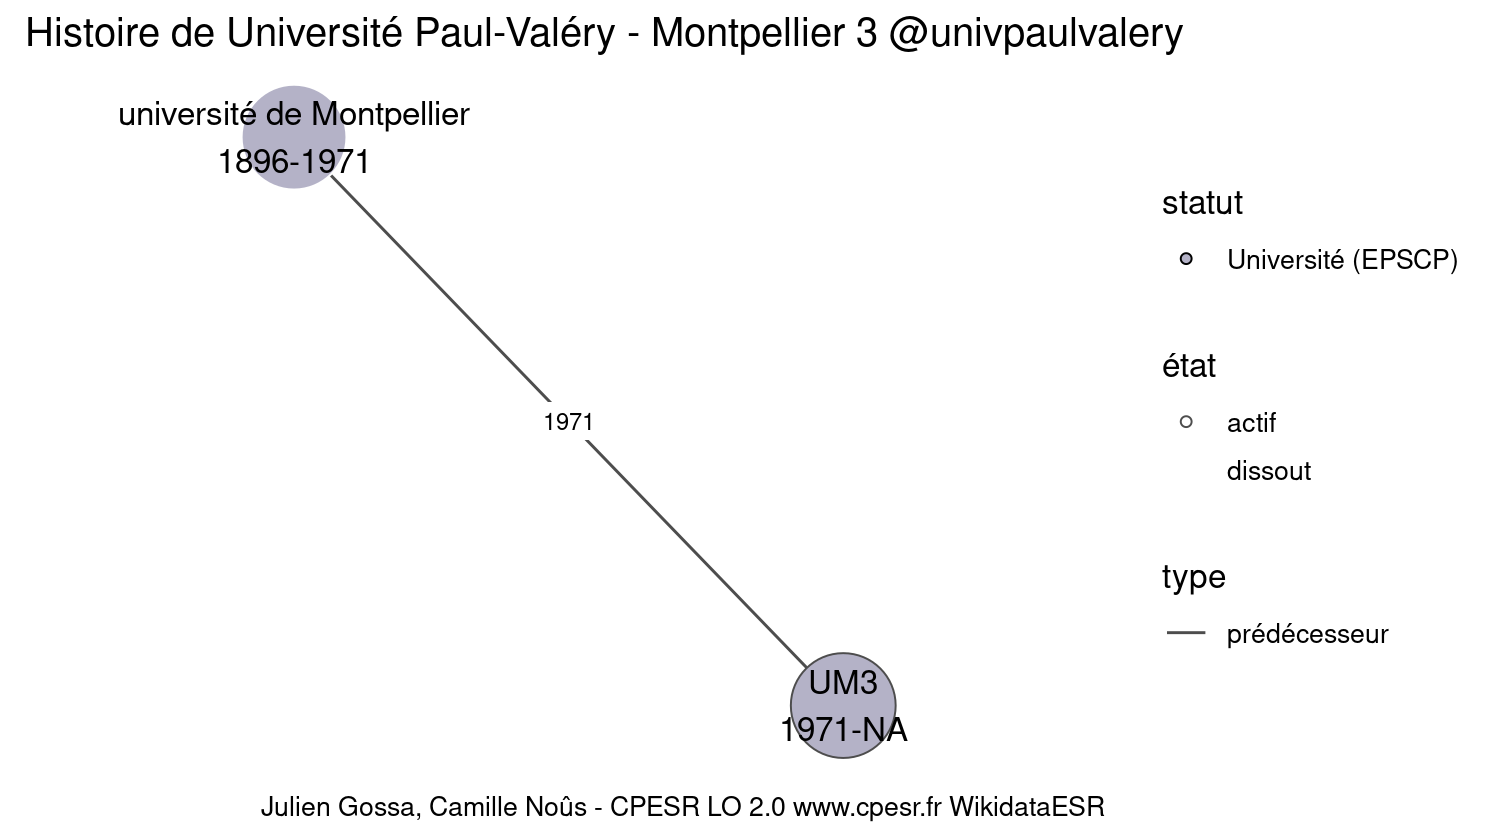 Histoire de Université Paul-Valéry - Montpellier 3 @univpaulvalery
université de Montpellier
1896-1971
1971
UM3
1971-NA
statut
Université (EPSCP)
état
actif
dissout
type
prédécesseur
Julien Gossa, Camille Noûs - CPESR LO 2.0 www.cpesr.fr WikidataESR